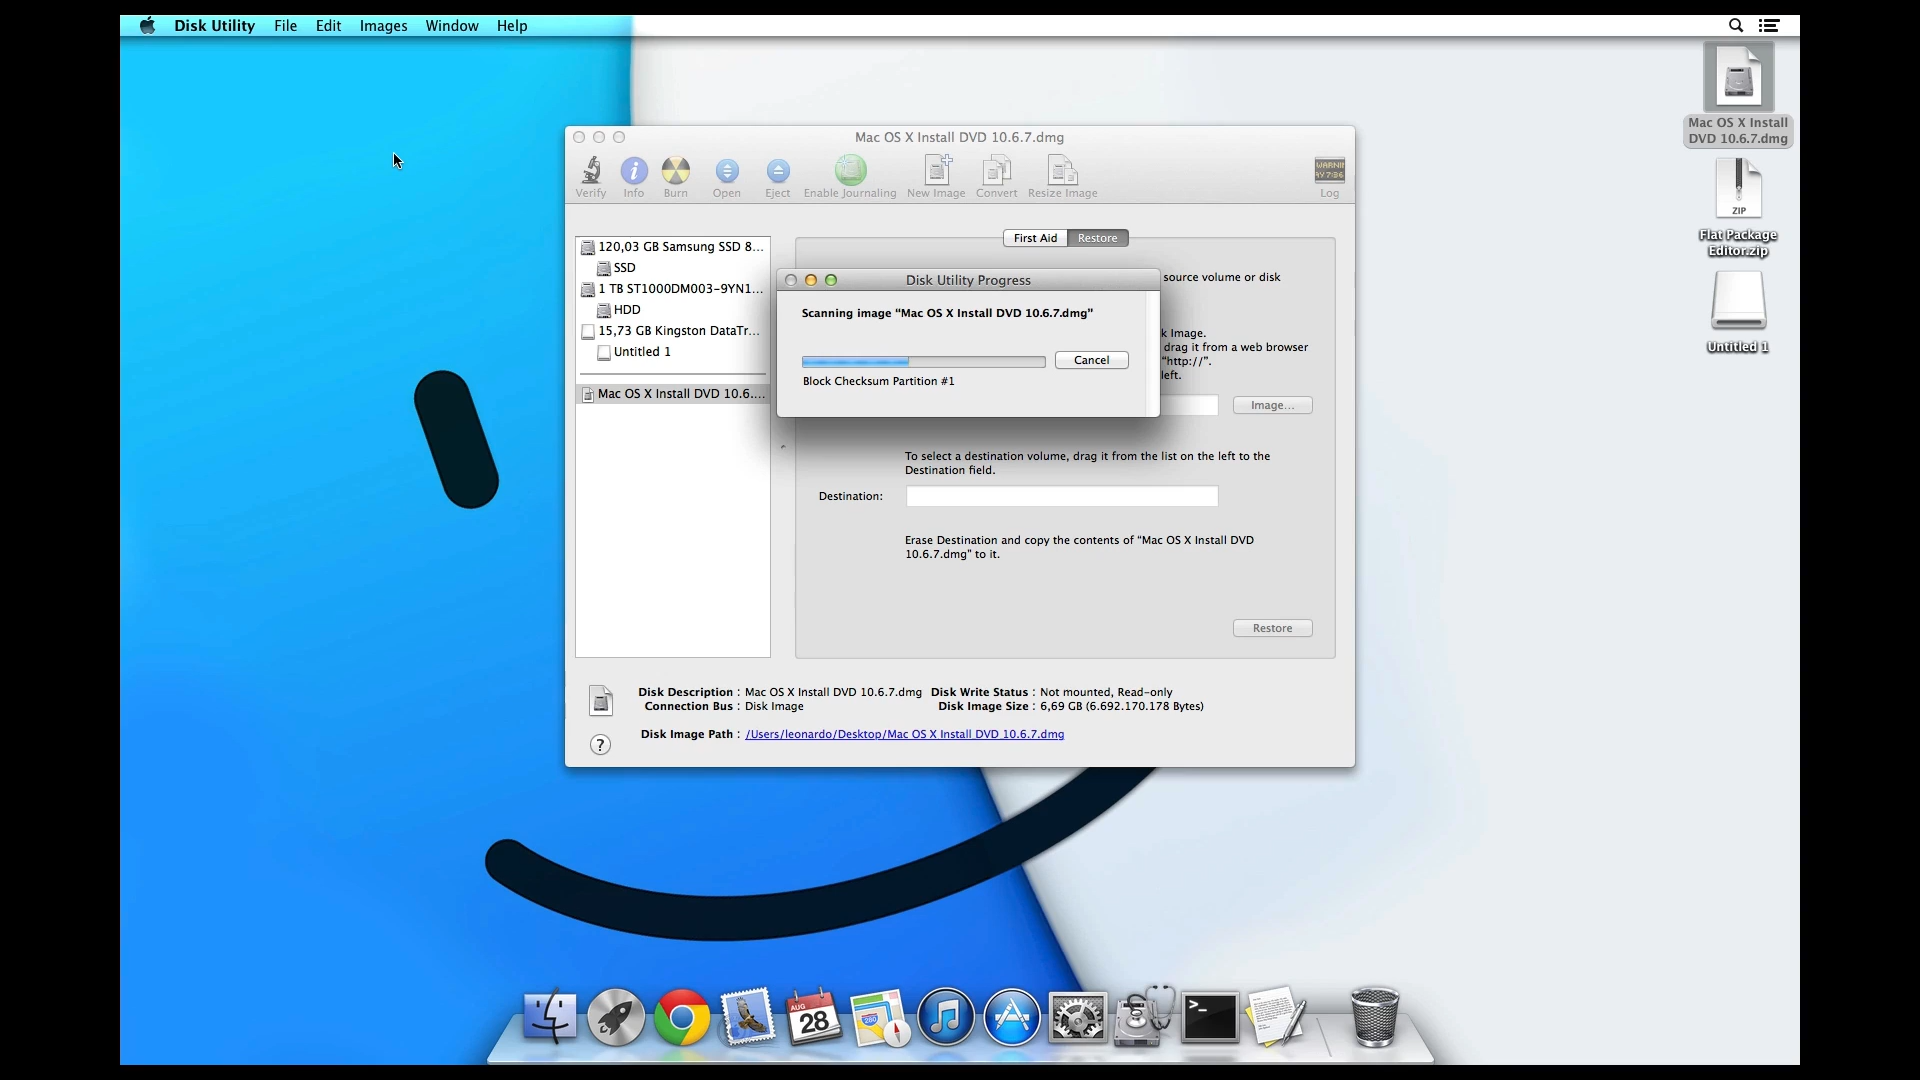 Disk Utility File Edit Images Window Help
Mac OS X Install
DVD 10.6.7.dmg
ZIP
Flat Package
Editor.zip
Untitled 1
Mac OS X Install DVD 10.6.7.dmg
Verify Info Burn Open Eject Enable Journaling New Image Convert Resize Image Log
WARNIN
AY 7:86
First Aid Restore
120,03 GB Samsung SSD 8...
SSD
1 TB ST1000DM003-9YN1...
HDD
15,73 GB Kingston DataTr...
Untitled 1
Mac OS X Install DVD 10.6....
source volume or disk
k Image.
drag it from a web browser
"http://".
left.
Image...
Disk Utility Progress
Scanning image "Mac OS X Install DVD 10.6.7.dmg"
Cancel
Block Checksum Partition #1
To select a destination volume, drag it from the list on the left to the
Destination field.
Destination:
Erase Destination and copy the contents of "Mac OS X Install DVD
10.6.7.dmg" to it.
Restore
Disk Description : Mac OS X Install DVD 10.6.7.dmg Disk Write Status : Not mounted, Read-only
Connection Bus : Disk Image Disk Image Size : 6,69 GB (6.692.170.178 Bytes)
Disk Image Path : /Users/leonardo/Desktop/Mac OS X Install DVD 10.6.7.dmg
?
AUG
28
280
>_